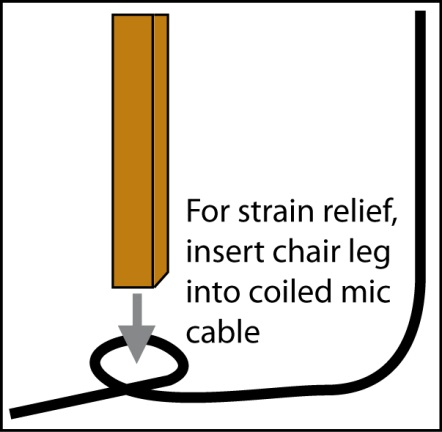 For strain relief,
insert chair leg
into coiled mic
cable